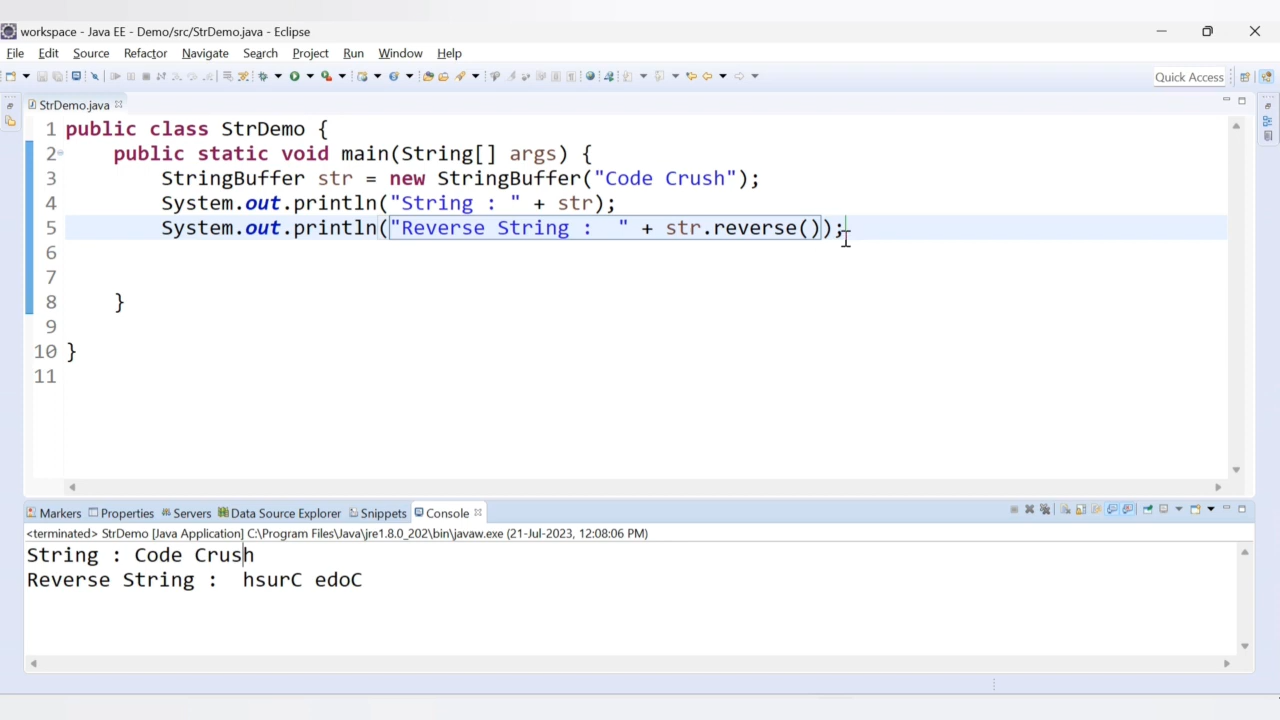 workspace - Java EE - Demo/src/StrDemo.java - Eclipse
File Edit Source Refactor Navigate Search Project Run Window Help
Quick Access
StrDemo.java
1 public class StrDemo {
2 public static void main(String[] args) {
3 StringBuffer str = new StringBuffer("Code Crush");
4 System.out.println("String : " + str);
5 System.out.println("Reverse String :  " + str.reverse());
6
7
8 }
9
10 }
11
Markers Properties Servers Data Source Explorer Snippets Console
<terminated> StrDemo [Java Application] C:\Program Files\Java\jre1.8.0_202\bin\javaw.exe (21-Jul-2023, 12:08:06 PM)
String : Code Crush
Reverse String :  hsurC edoC